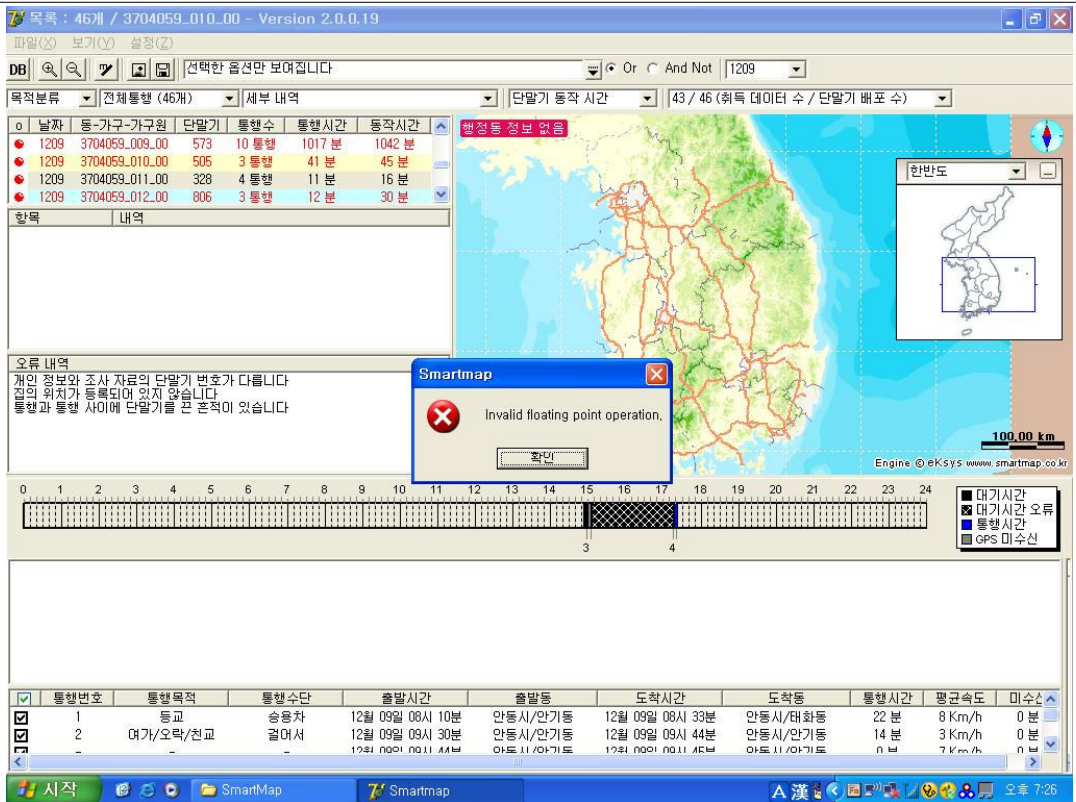 목록 : 46개 / 3704059_010_00 - Version 2.0.0.19
파일(X) 보기(Y) 설정(Z)
DB 선택한 옵션만 보여집니다 Or And Not 1209
목적분류 전체통행 (46개) 세부 내역 단말기 동작 시간 43 / 46 (취득 데이터 수 / 단말기 배포 수)
0 날짜 동-가구-가구원 단말기 통행수 통행시간 동작시간
1209 3704059_009_00 573 10 통행 1017 분 1042 분
1209 3704059_010_00 505 3 통행 41 분 45 분
1209 3704059_011_00 328 4 통행 11 분 16 분
1209 3704059_012_00 806 3 통행 12 분 30 분
항목 내역
행정동 정보 없음
한반도
오류 내역
개인 정보와 조사 자료의 단말기 번호가 다릅니다
집의 위치가 등록되어 있지 않습니다
통행과 통행 사이에 단말기를 끈 흔적이 있습니다
Smartmap
Invalid floating point operation.
확인
100.00 km
Engine © eKsys www.smartmap.co.kr
0 1 2 3 4 5 6 7 8 9 10 11 12 13 14 15 16 17 18 19 20 21 22 23 24
3 4
대기시간
대기시간 오류
통행시간
GPS 미수신
통행번호 통행목적 통행수단 출발시간 출발동 도착시간 도착동 통행시간 평균속도
1 등교 승용차 12월 09일 08시 10분 안동시/안기동 12월 09일 08시 33분 안동시/태화동 22 분 8 Km/h 0 분
2 여가/오락/친교 걸어서 12월 09일 09시 30분 안동시/안기동 12월 09일 09시 44분 안동시/안기동 14 분 3 Km/h 0 분
시작 SmartMap Smartmap A 漢 오후 7:26